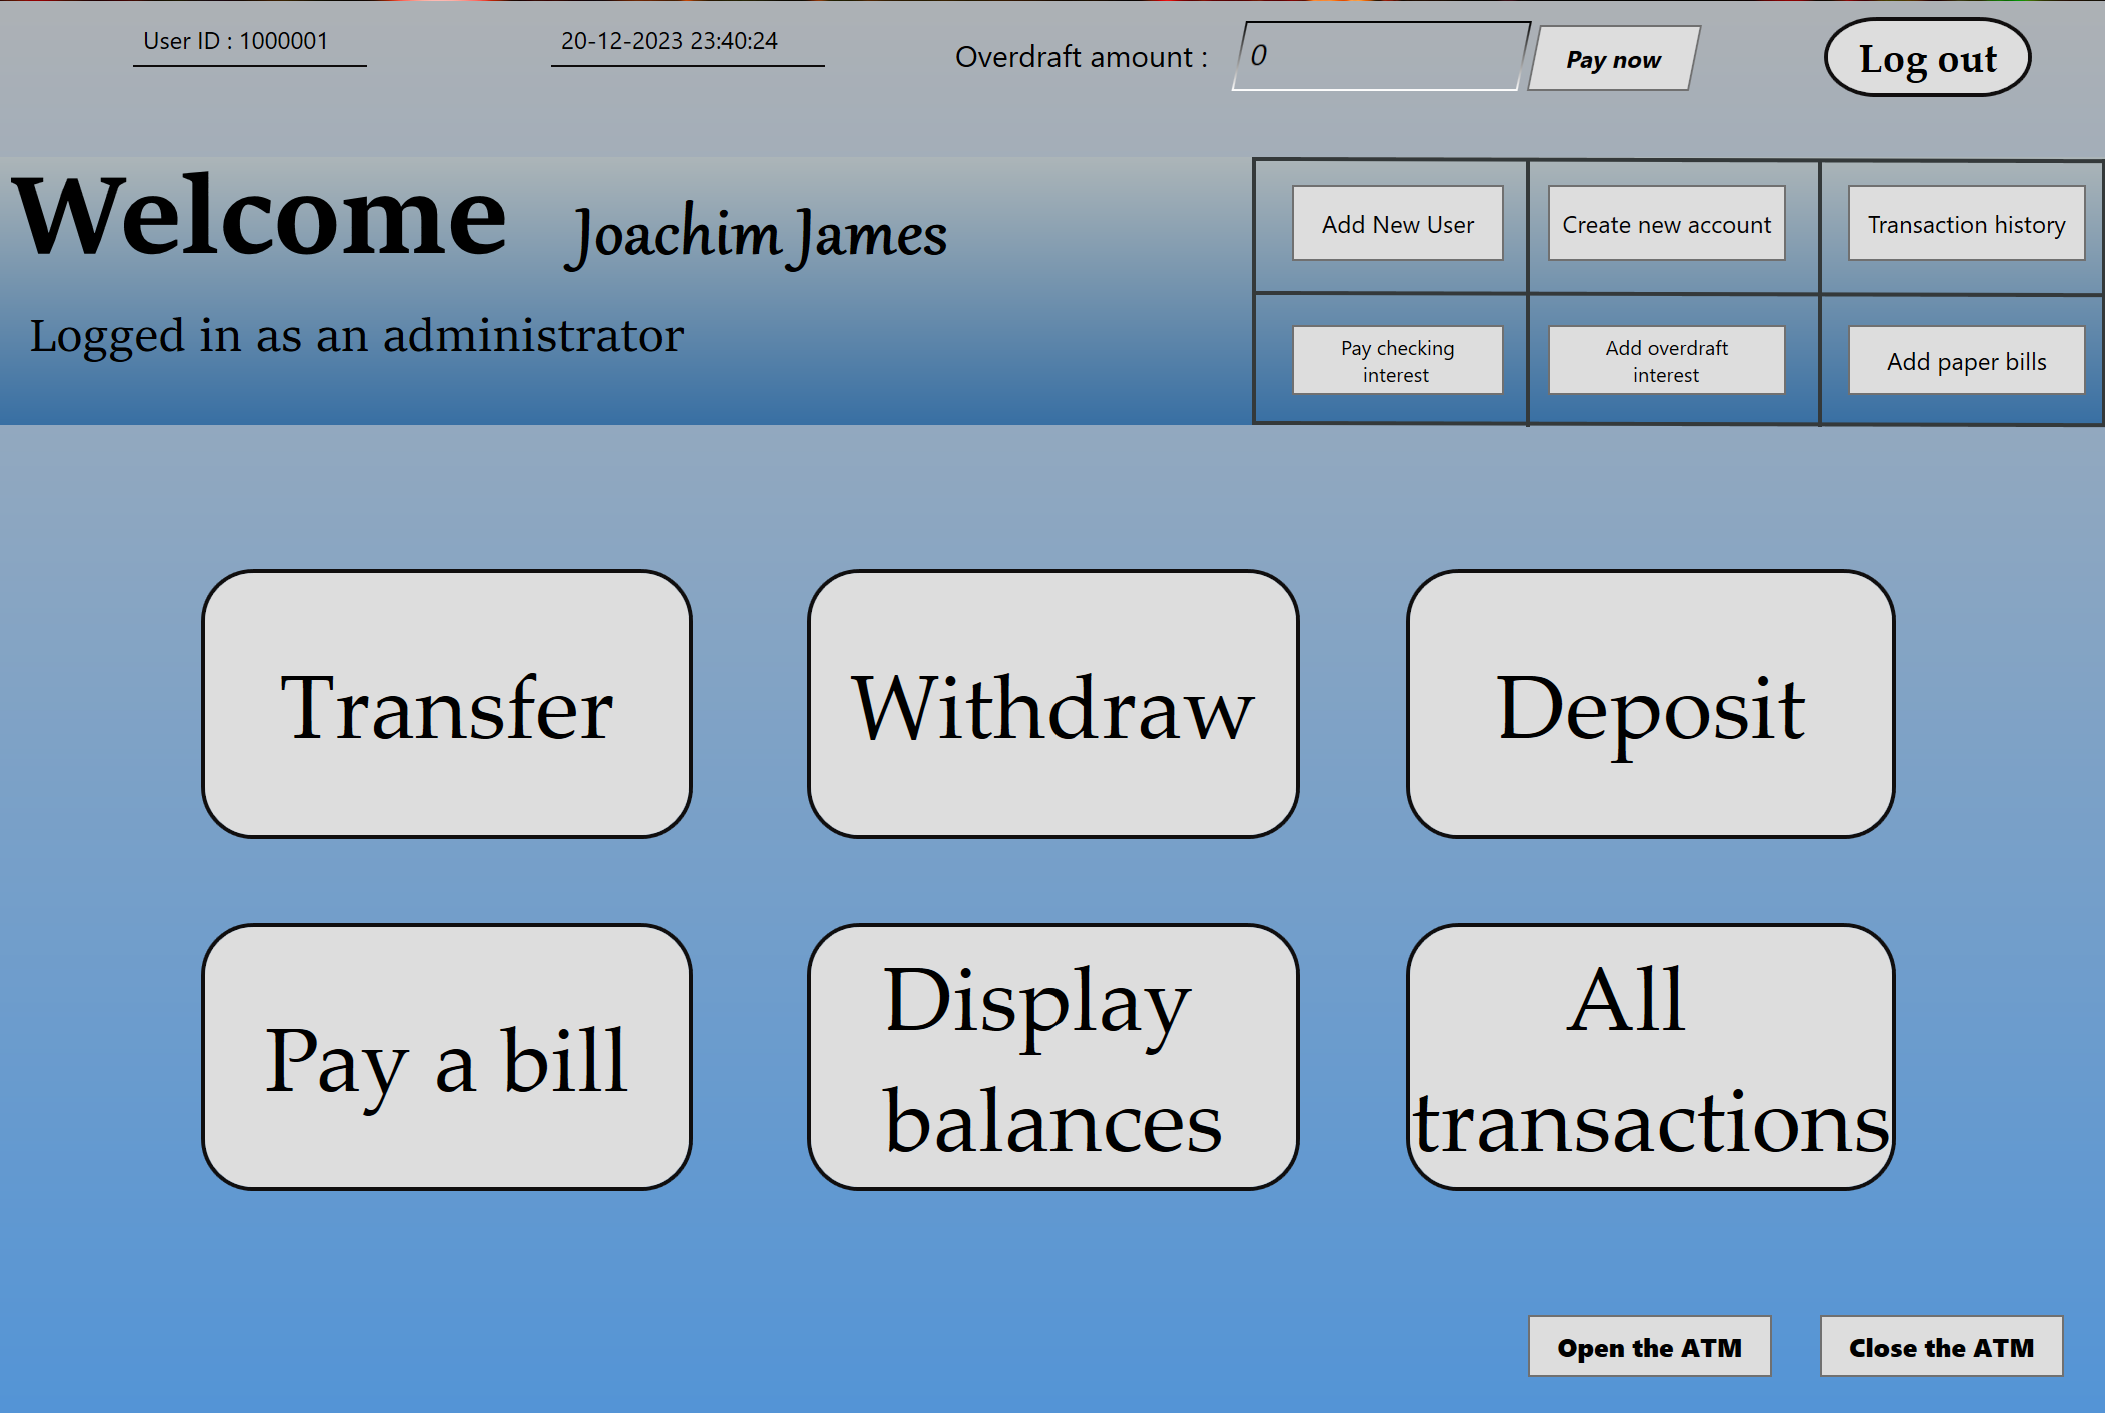 User ID : 1000001
20-12-2023 23:40:24
Overdraft amount :
0
Pay now
Log out
Welcome
Joachim James
Logged in as an administrator
Add New User
Create new account
Transaction history
Pay checking
interest
Add overdraft
interest
Add paper bills
Transfer
Withdraw
Deposit
Pay a bill
Display
balances
All
transactions
Open the ATM
Close the ATM